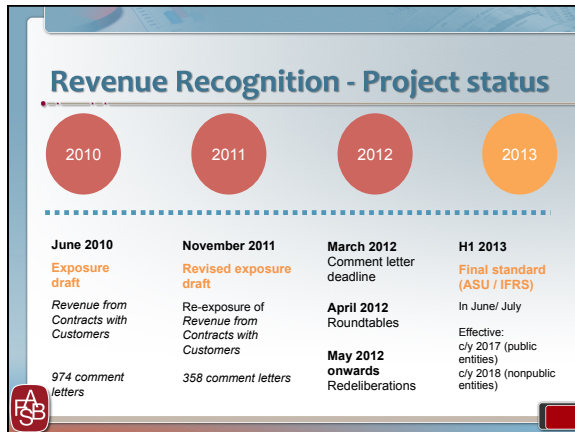 Revenue Recognition - Project status
2010
2011
2012
2013
June 2010
Exposure
draft
Revenue from
Contracts with
Customers
974 comment
letters
November 2011
Revised exposure
draft
Re-exposure of
Revenue from
Contracts with
Customers
358 comment letters
March 2012
Comment letter
deadline
April 2012
Roundtables
May 2012
onwards
Redeliberations
H1 2013
Final standard
(ASU / IFRS)
In June/ July
Effective:
c/y 2017 (public
entities)
c/y 2018 (nonpublic
entities)
FASB